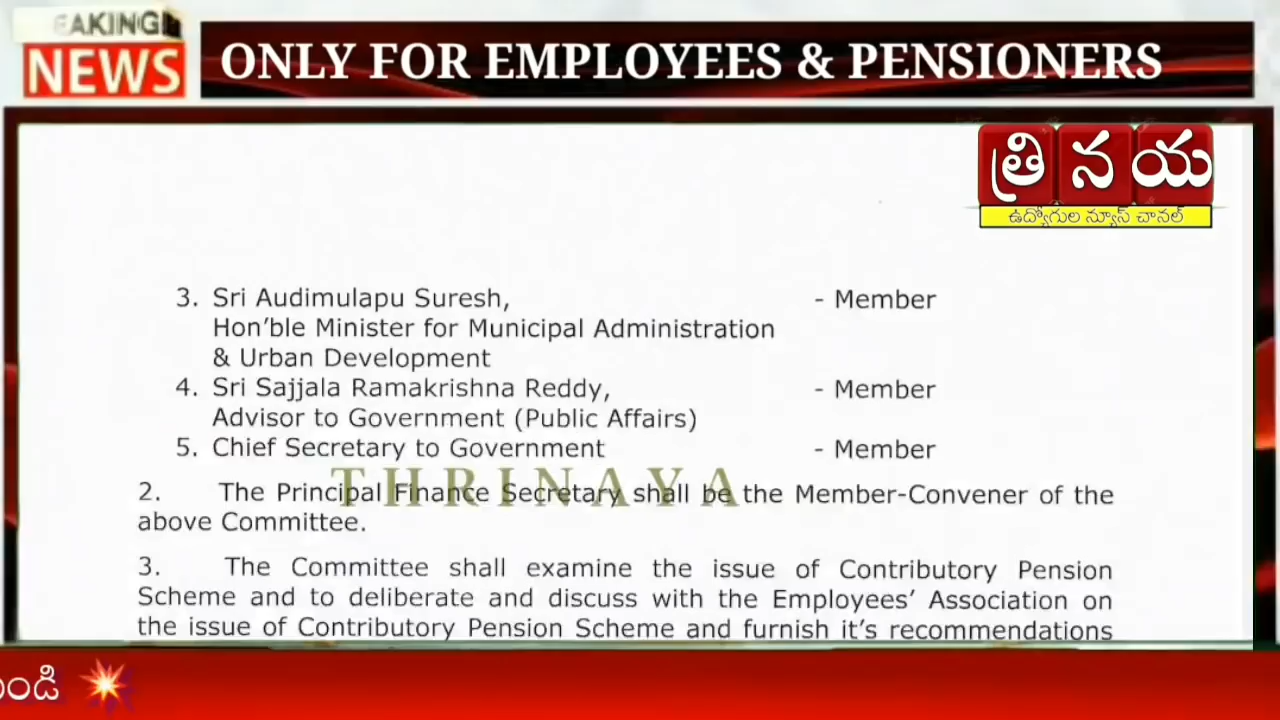 EAKING
NEWS
ONLY FOR EMPLOYEES & PENSIONERS
త్రినయ
ఉద్యోగుల న్యూస్ చానల్
3. Sri Audimulapu Suresh, - Member
Hon'ble Minister for Municipal Administration
& Urban Development
4. Sri Sajjala Ramakrishna Reddy, - Member
Advisor to Government (Public Affairs)
5. Chief Secretary to Government - Member
THRINAYA
2. The Principal Finance Secretary shall be the Member-Convener of the
above Committee.
3. The Committee shall examine the issue of Contributory Pension
Scheme and to deliberate and discuss with the Employees' Association on
the issue of Contributory Pension Scheme and furnish it's recommendations